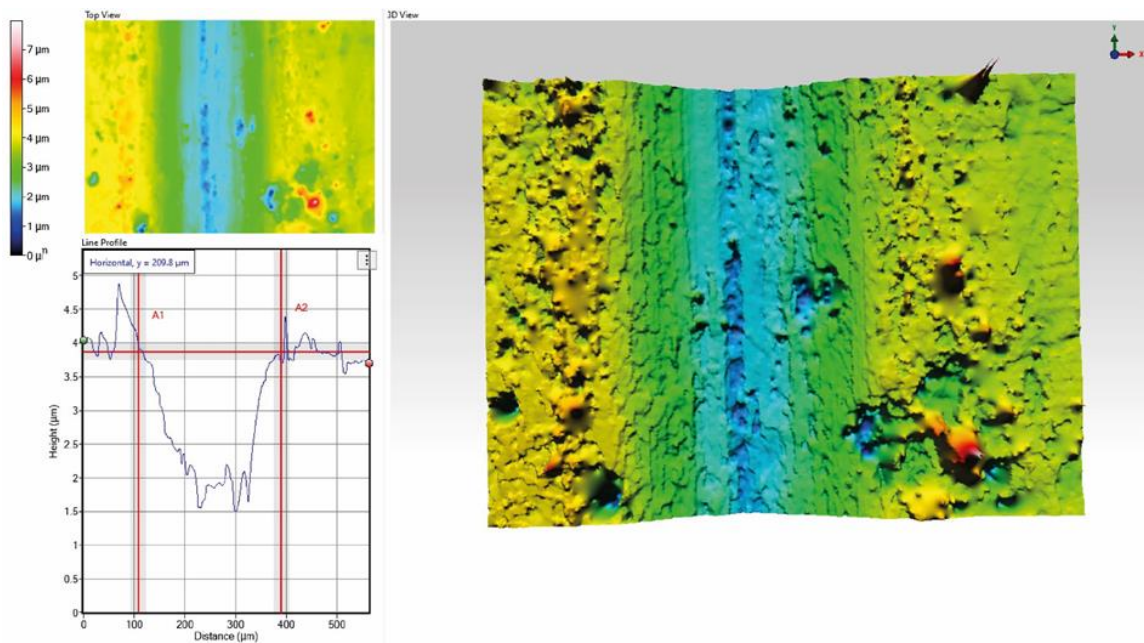 Top View
7 µm
6 µm
5 µm
4 µm
3 µm
2 µm
1 µm
0 µm
Line Profile
Horizontal, y = 209.8 µm
A1
A2
Height (µm)
5
4.5
4
3.5
3
2.5
2
1.5
1
0.5
0
0
100
200
300
400
500
Distance (µm)
3D View
Y
X